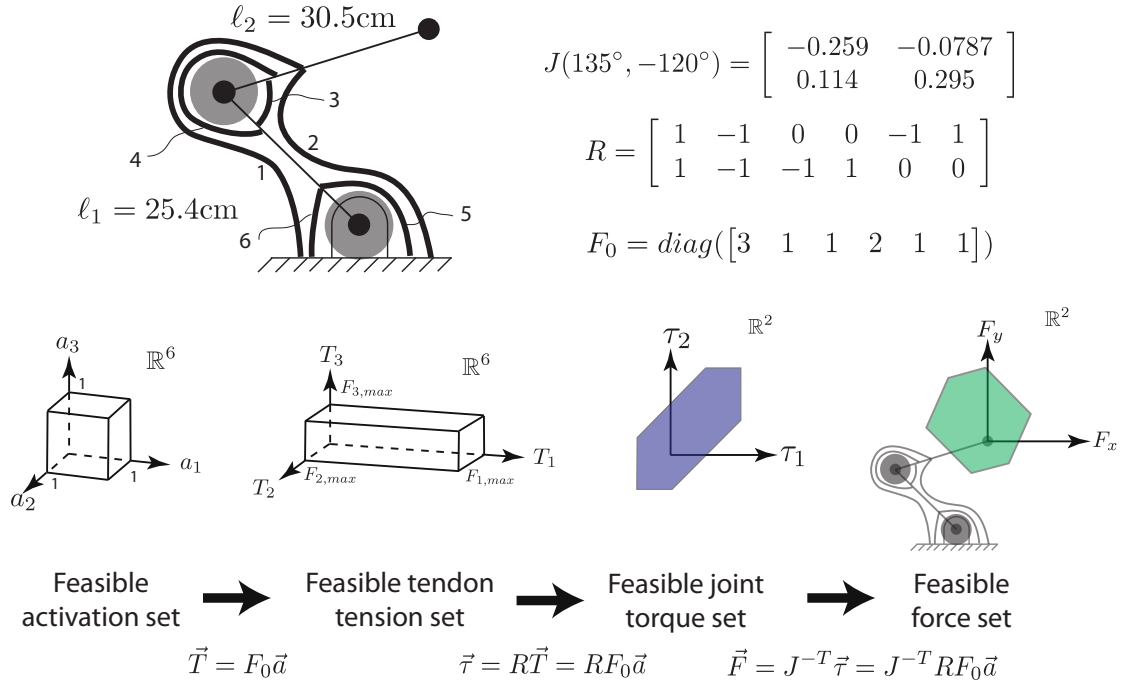 ℓ₂ = 30.5cm
J(135°, −120°) = [ −0.259 −0.0787
0.114 0.295 ]
3
2
4
1
R = [ 1 −1 0 0 −1 1
1 −1 −1 1 0 0 ]
ℓ₁ = 25.4cm
5
6
F₀ = diag([3 1 1 2 1 1])
a₃
ℝ⁶
1
a₁
a₂
1
1
T₃
ℝ⁶
F₃,max
T₁
T₂
F₂,max
F₁,max
τ₂
ℝ²
τ₁
F_y
ℝ²
F_x
Feasible
activation set
Feasible tendon
tension set
Feasible joint
torque set
Feasible
force set
T⃗ = F₀a⃗
τ⃗ = RT⃗ = RF₀a⃗
F⃗ = J⁻ᵀτ⃗ = J⁻ᵀRF₀a⃗